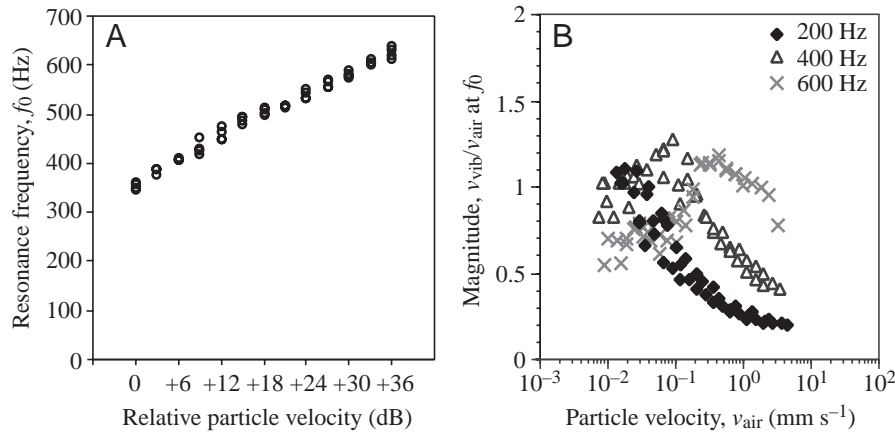 A
700
600
500
400
300
200
100
0
Resonance frequency, f0 (Hz)
0 +6 +12 +18 +24 +30 +36
Relative particle velocity (dB)
B
200 Hz
400 Hz
600 Hz
2
1.5
1
0.5
0
Magnitude, vvib/vair at f0
10–3 10–2 10–1 100 101 102
Particle velocity, vair (mm s–1)